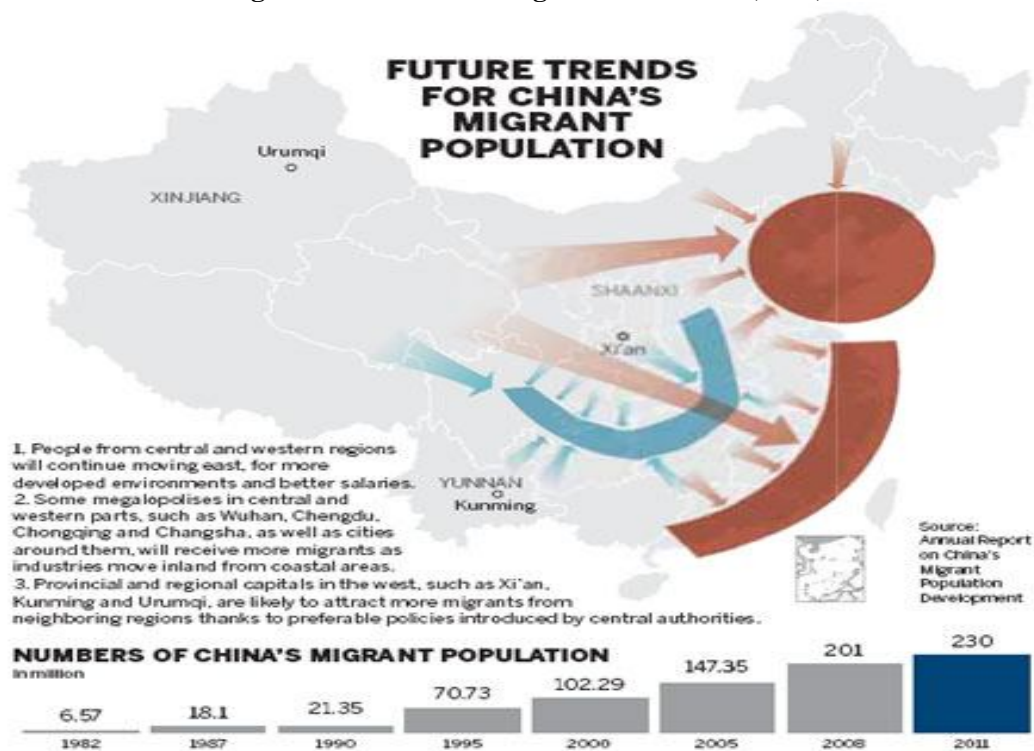 FUTURE TRENDS
FOR CHINA'S
MIGRANT
POPULATION
Urumqi
XINJIANG
SHAANXI
Xi'an
1. People from central and western regions
will continue moving east, for more
developed environments and better salaries.
2. Some megalopolises in central and
western parts, such as Wuhan, Chengdu,
Chongqing and Changsha, as well as cities
around them, will receive more migrants as
industries move inland from coastal areas.
3. Provincial and regional capitals in the west, such as Xi'an,
Kunming and Urumqi, are likely to attract more migrants from
neighboring regions thanks to preferable policies introduced by central authorities.
YUNNAN
Kunming
Source:
Annual Report
on China's
Migrant
Population
Development
NUMBERS OF CHINA'S MIGRANT POPULATION
In million
6.57 18.1 21.35 70.73 102.29 147.35 201 230
1982 1987 1990 1995 2000 2005 2008 2011